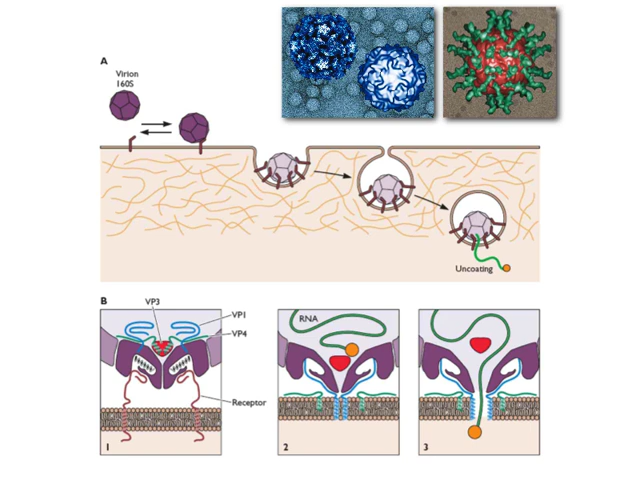 A
Virion
160S
Uncoating
B
VP3
VP1
VP4
RNA
Receptor
1
2
3